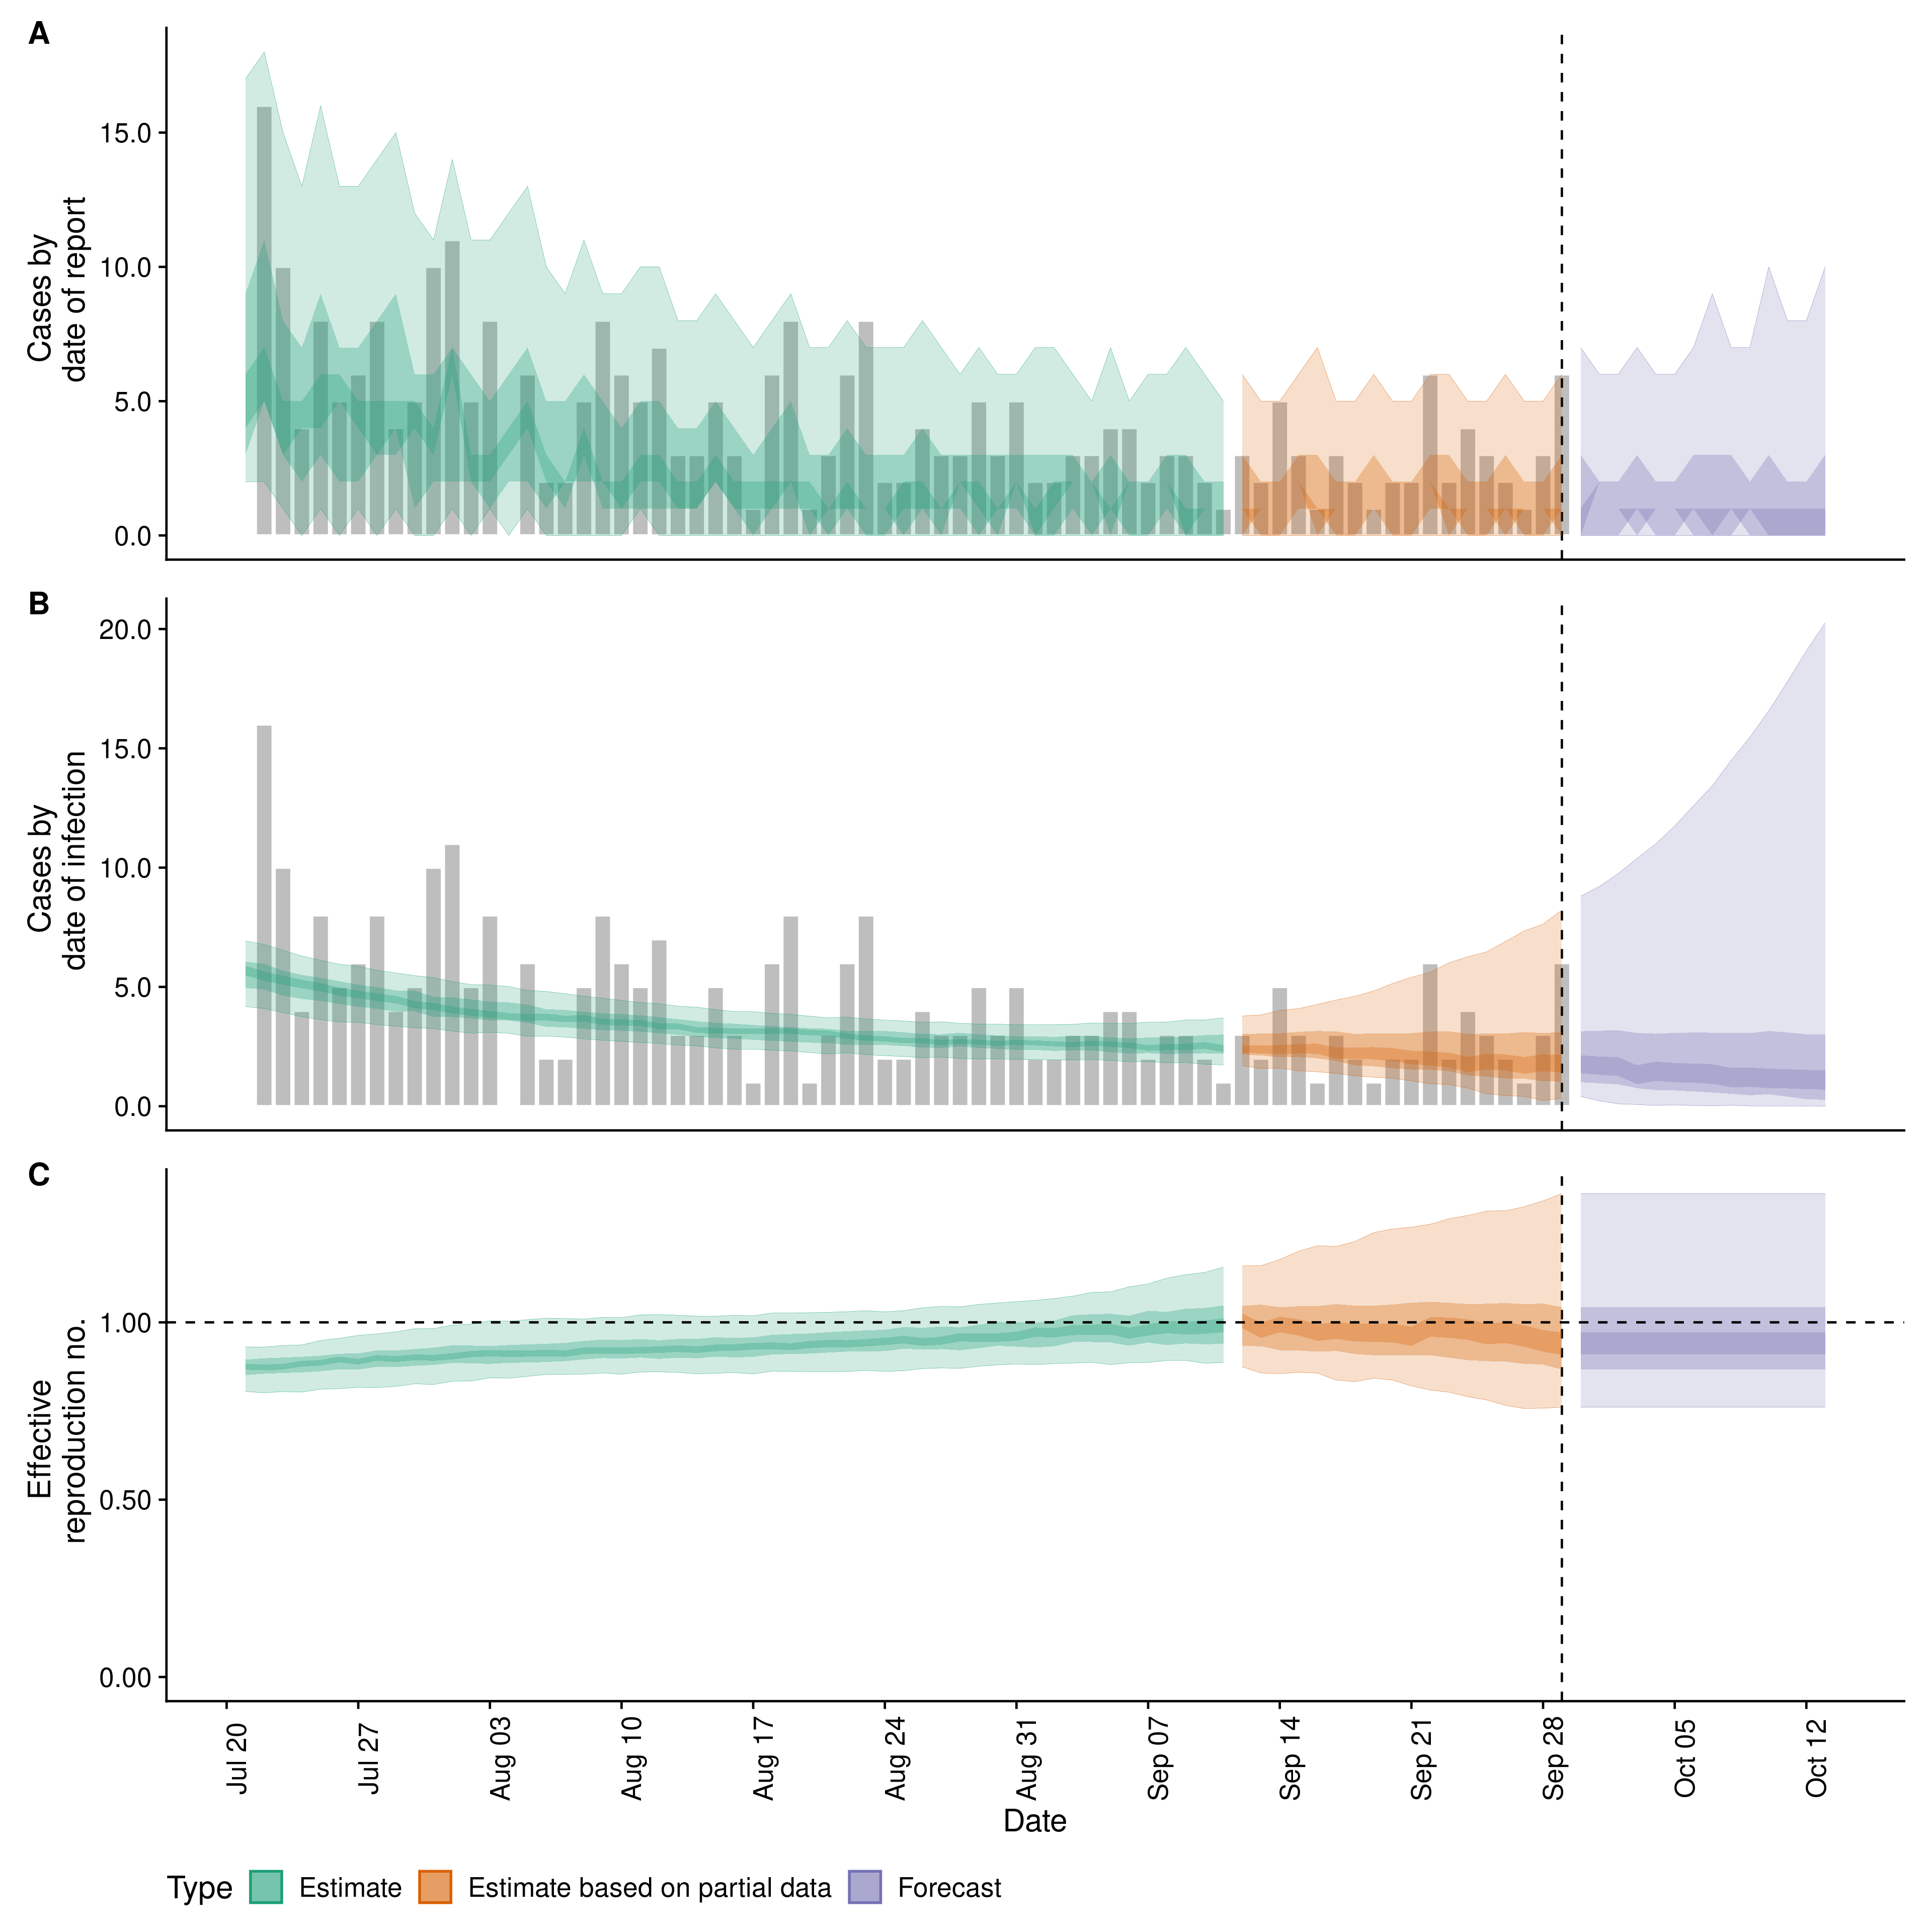 A
Cases by
date of report
15.0
10.0
5.0
0.0
B
Cases by
date of infection
20.0
15.0
10.0
5.0
0.0
C
Effective
reproduction no.
1.00
0.50
0.00
Jul 20
Jul 27
Aug 03
Aug 10
Aug 17
Aug 24
Aug 31
Sep 07
Sep 14
Sep 21
Sep 28
Oct 05
Oct 12
Date
Type Estimate Estimate based on partial data Forecast